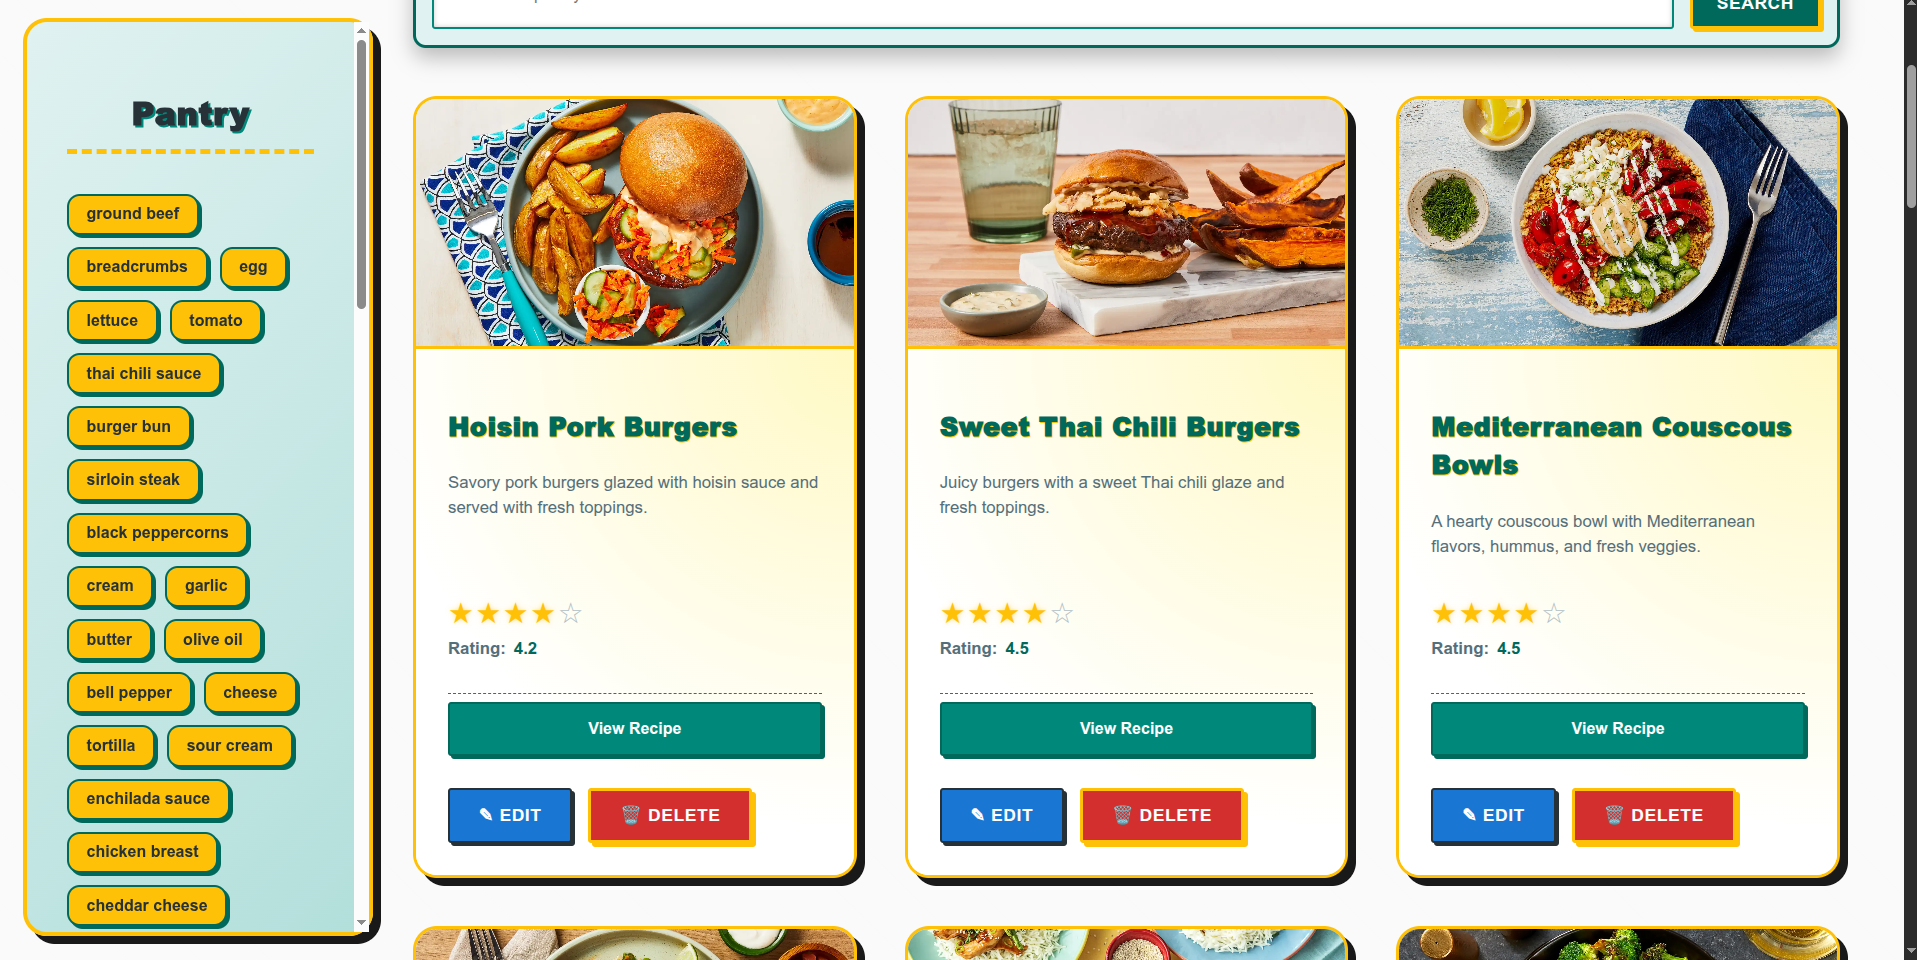 SEARCH
Pantry
ground beef
breadcrumbs egg
lettuce tomato
thai chili sauce
burger bun
sirloin steak
black peppercorns
cream garlic
butter olive oil
bell pepper cheese
tortilla sour cream
enchilada sauce
chicken breast
cheddar cheese
Hoisin Pork Burgers
Savory pork burgers glazed with hoisin sauce and
served with fresh toppings.
★★★★☆
Rating: 4.2
View Recipe
✎ EDIT 🗑️ DELETE
Sweet Thai Chili Burgers
Juicy burgers with a sweet Thai chili glaze and
fresh toppings.
★★★★☆
Rating: 4.5
View Recipe
✎ EDIT 🗑️ DELETE
Mediterranean Couscous
Bowls
A hearty couscous bowl with Mediterranean
flavors, hummus, and fresh veggies.
★★★★☆
Rating: 4.5
View Recipe
✎ EDIT 🗑️ DELETE